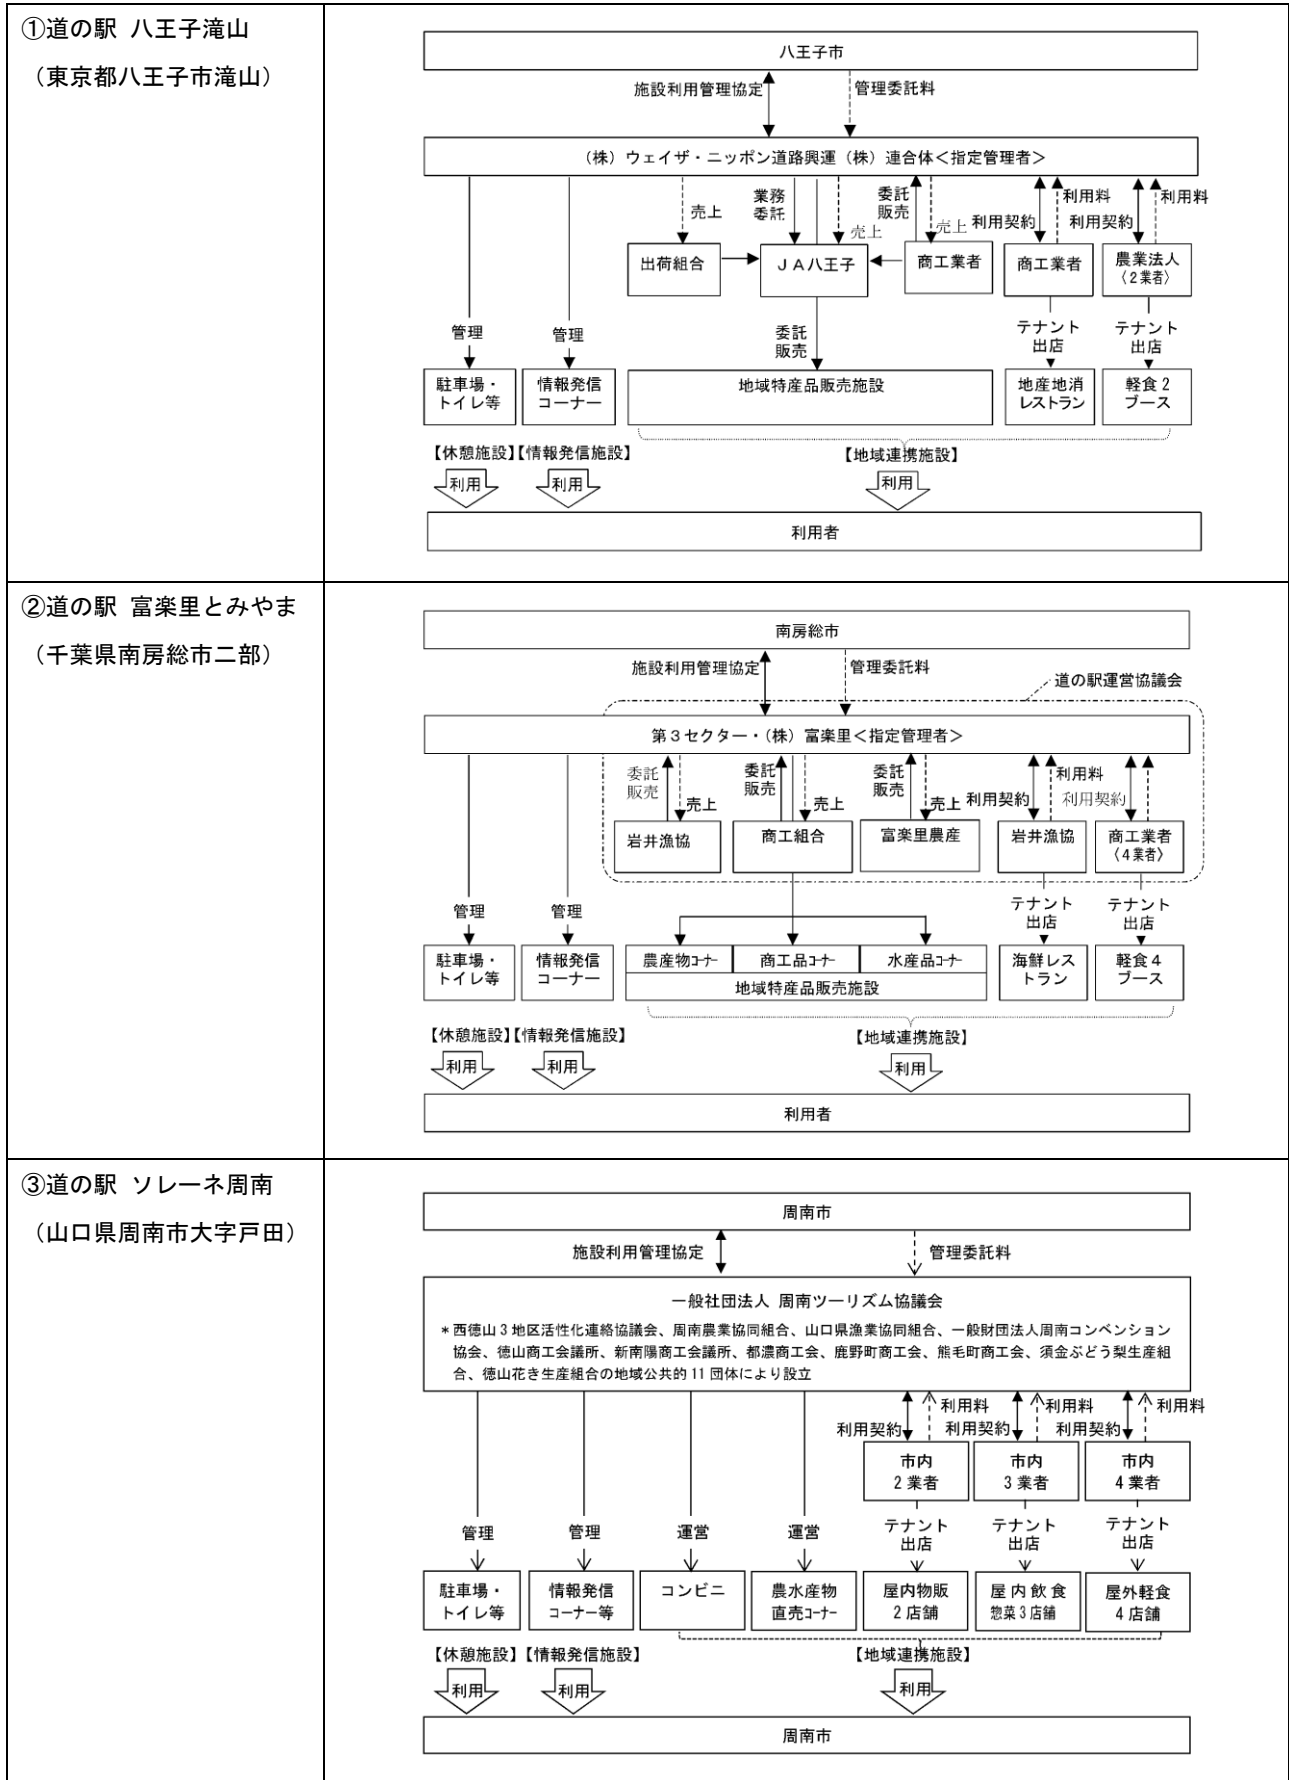 ①道の駅 八王子滝山
（東京都八王子市滝山）
八王子市
施設利用管理協定
管理委託料
（株）ウェイザ・ニッポン道路興運（株）連合体＜指定管理者＞
売上
業務
委託
売上
委託
販売
売上
利用契約
利用料
利用契約
利用料
出荷組合
ＪＡ八王子
商工業者
商工業者
農業法人
〈２業者〉
管理
管理
委託
販売
テナント
出店
テナント
出店
駐車場・
トイレ等
情報発信
コーナー
地域特産品販売施設
地産地消
レストラン
軽食２
ブース
【休憩施設】【情報発信施設】
【地域連携施設】
利用
利用
利用
利用者
②道の駅 富楽里とみやま
（千葉県南房総市二部）
南房総市
施設利用管理協定
管理委託料
道の駅運営協議会
第３セクター・（株）富楽里＜指定管理者＞
委託
販売
売上
委託
販売
売上
委託
販売
売上
利用契約
利用料
利用契約
岩井漁協
商工組合
富楽里農産
岩井漁協
商工業者
〈４業者〉
管理
管理
テナント
出店
テナント
出店
駐車場・
トイレ等
情報発信
コーナー
農産物コーナー
商工品コーナー
水産品コーナー
地域特産品販売施設
海鮮レス
トラン
軽食４
ブース
【休憩施設】【情報発信施設】
【地域連携施設】
利用
利用
利用
利用者
③道の駅 ソレーネ周南
（山口県周南市大字戸田）
周南市
施設利用管理協定
管理委託料
一般社団法人 周南ツーリズム協議会
＊西徳山３地区活性化連絡協議会、周南農業協同組合、山口県漁業協同組合、一般財団法人周南コンベンション
協会、徳山商工会議所、新南陽商工会議所、都濃商工会、鹿野町商工会、熊毛町商工会、須金ぶどう梨生産組
合、徳山花き生産組合の地域公共的11団体により設立
利用契約
利用料
利用契約
利用料
利用契約
利用料
市内
２業者
市内
３業者
市内
４業者
管理
管理
運営
運営
テナント
出店
テナント
出店
テナント
出店
駐車場・
トイレ等
情報発信
コーナー等
コンビニ
農水産物
直売コーナー
屋内物販
２店舗
屋内飲食
惣菜３店舗
屋外軽食
４店舗
【休憩施設】【情報発信施設】
【地域連携施設】
利用
利用
利用
周南市